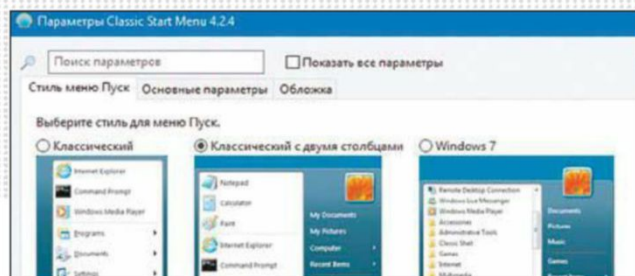 Параметры Classic Start Menu 4.2.4
Поиск параметров
Показать все параметры
Стиль меню Пуск Основные параметры Обложка
Выберите стиль для меню Пуск.
Классический Классический с двумя столбцами Windows 7
Internet Explorer
Command Prompt
Windows Media Player
Programs
Documents
Settings
Notepad
Calculator
Paint
Internet Explorer
Command Prompt
My Documents
My Pictures
Computer
Recent Items
Remote Desktop Connection
Windows Live Messenger
Windows Media Player
Accessories
Administrative Tools
Classic Shell
Games
Internet
Multimedia
Documents
Pictures
Music
Games